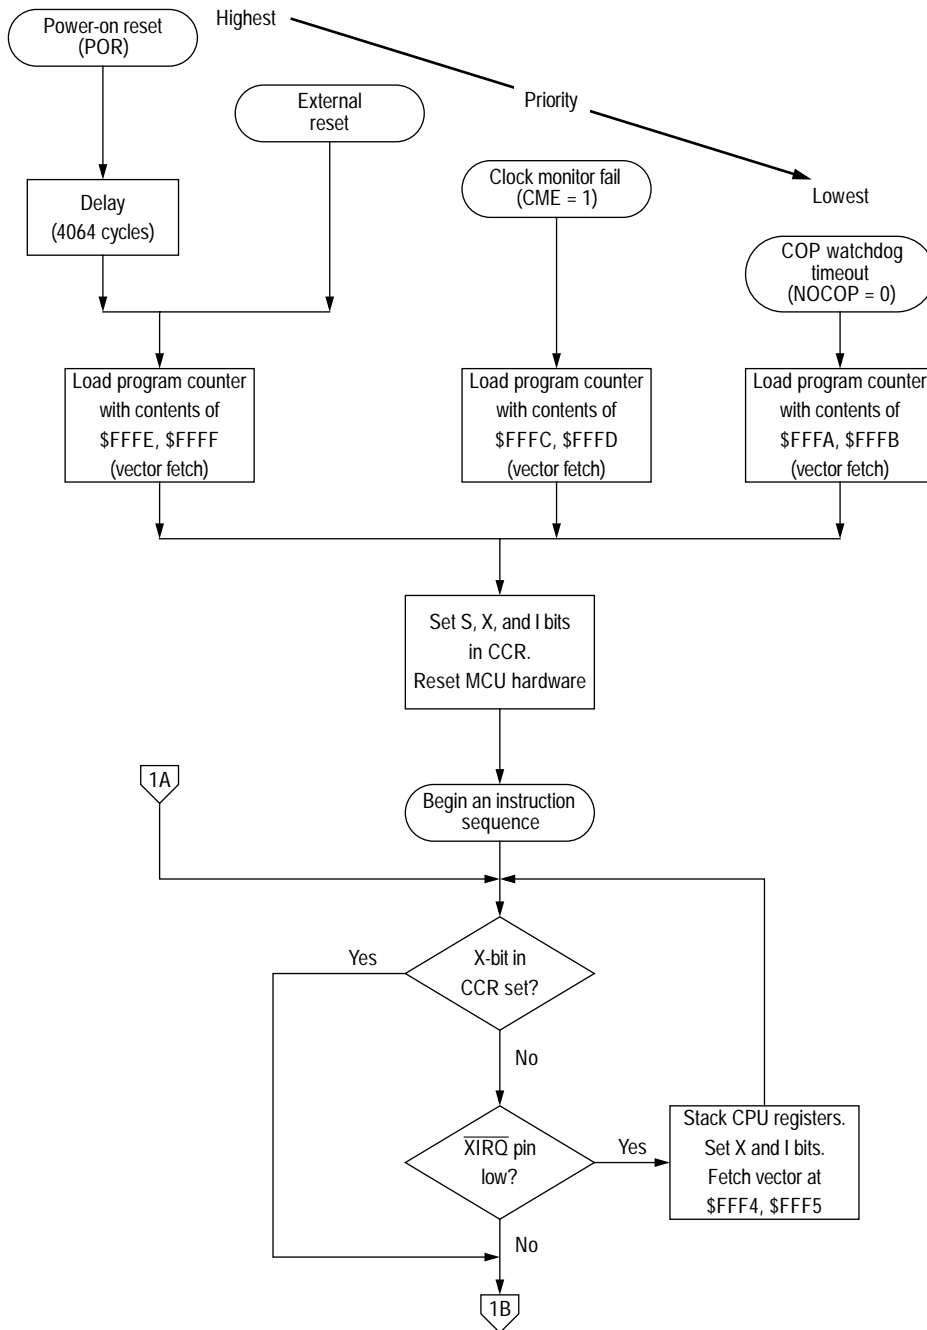 Power-on reset
(POR)
Highest
External
reset
Priority
Clock monitor fail
(CME = 1)
Lowest
Delay
(4064 cycles)
COP watchdog
timeout
(NOCOP = 0)
Load program counter
with contents of
$FFFE, $FFFF
(vector fetch)
Load program counter
with contents of
$FFFC, $FFFD
(vector fetch)
Load program counter
with contents of
$FFFA, $FFFB
(vector fetch)
Set S, X, and I bits
in CCR.
Reset MCU hardware
1A
Begin an instruction
sequence
Yes
X-bit in
CCR set?
No
XIRQ pin
low?
Yes
Stack CPU registers.
Set X and I bits.
Fetch vector at
$FFF4, $FFF5
No
1B